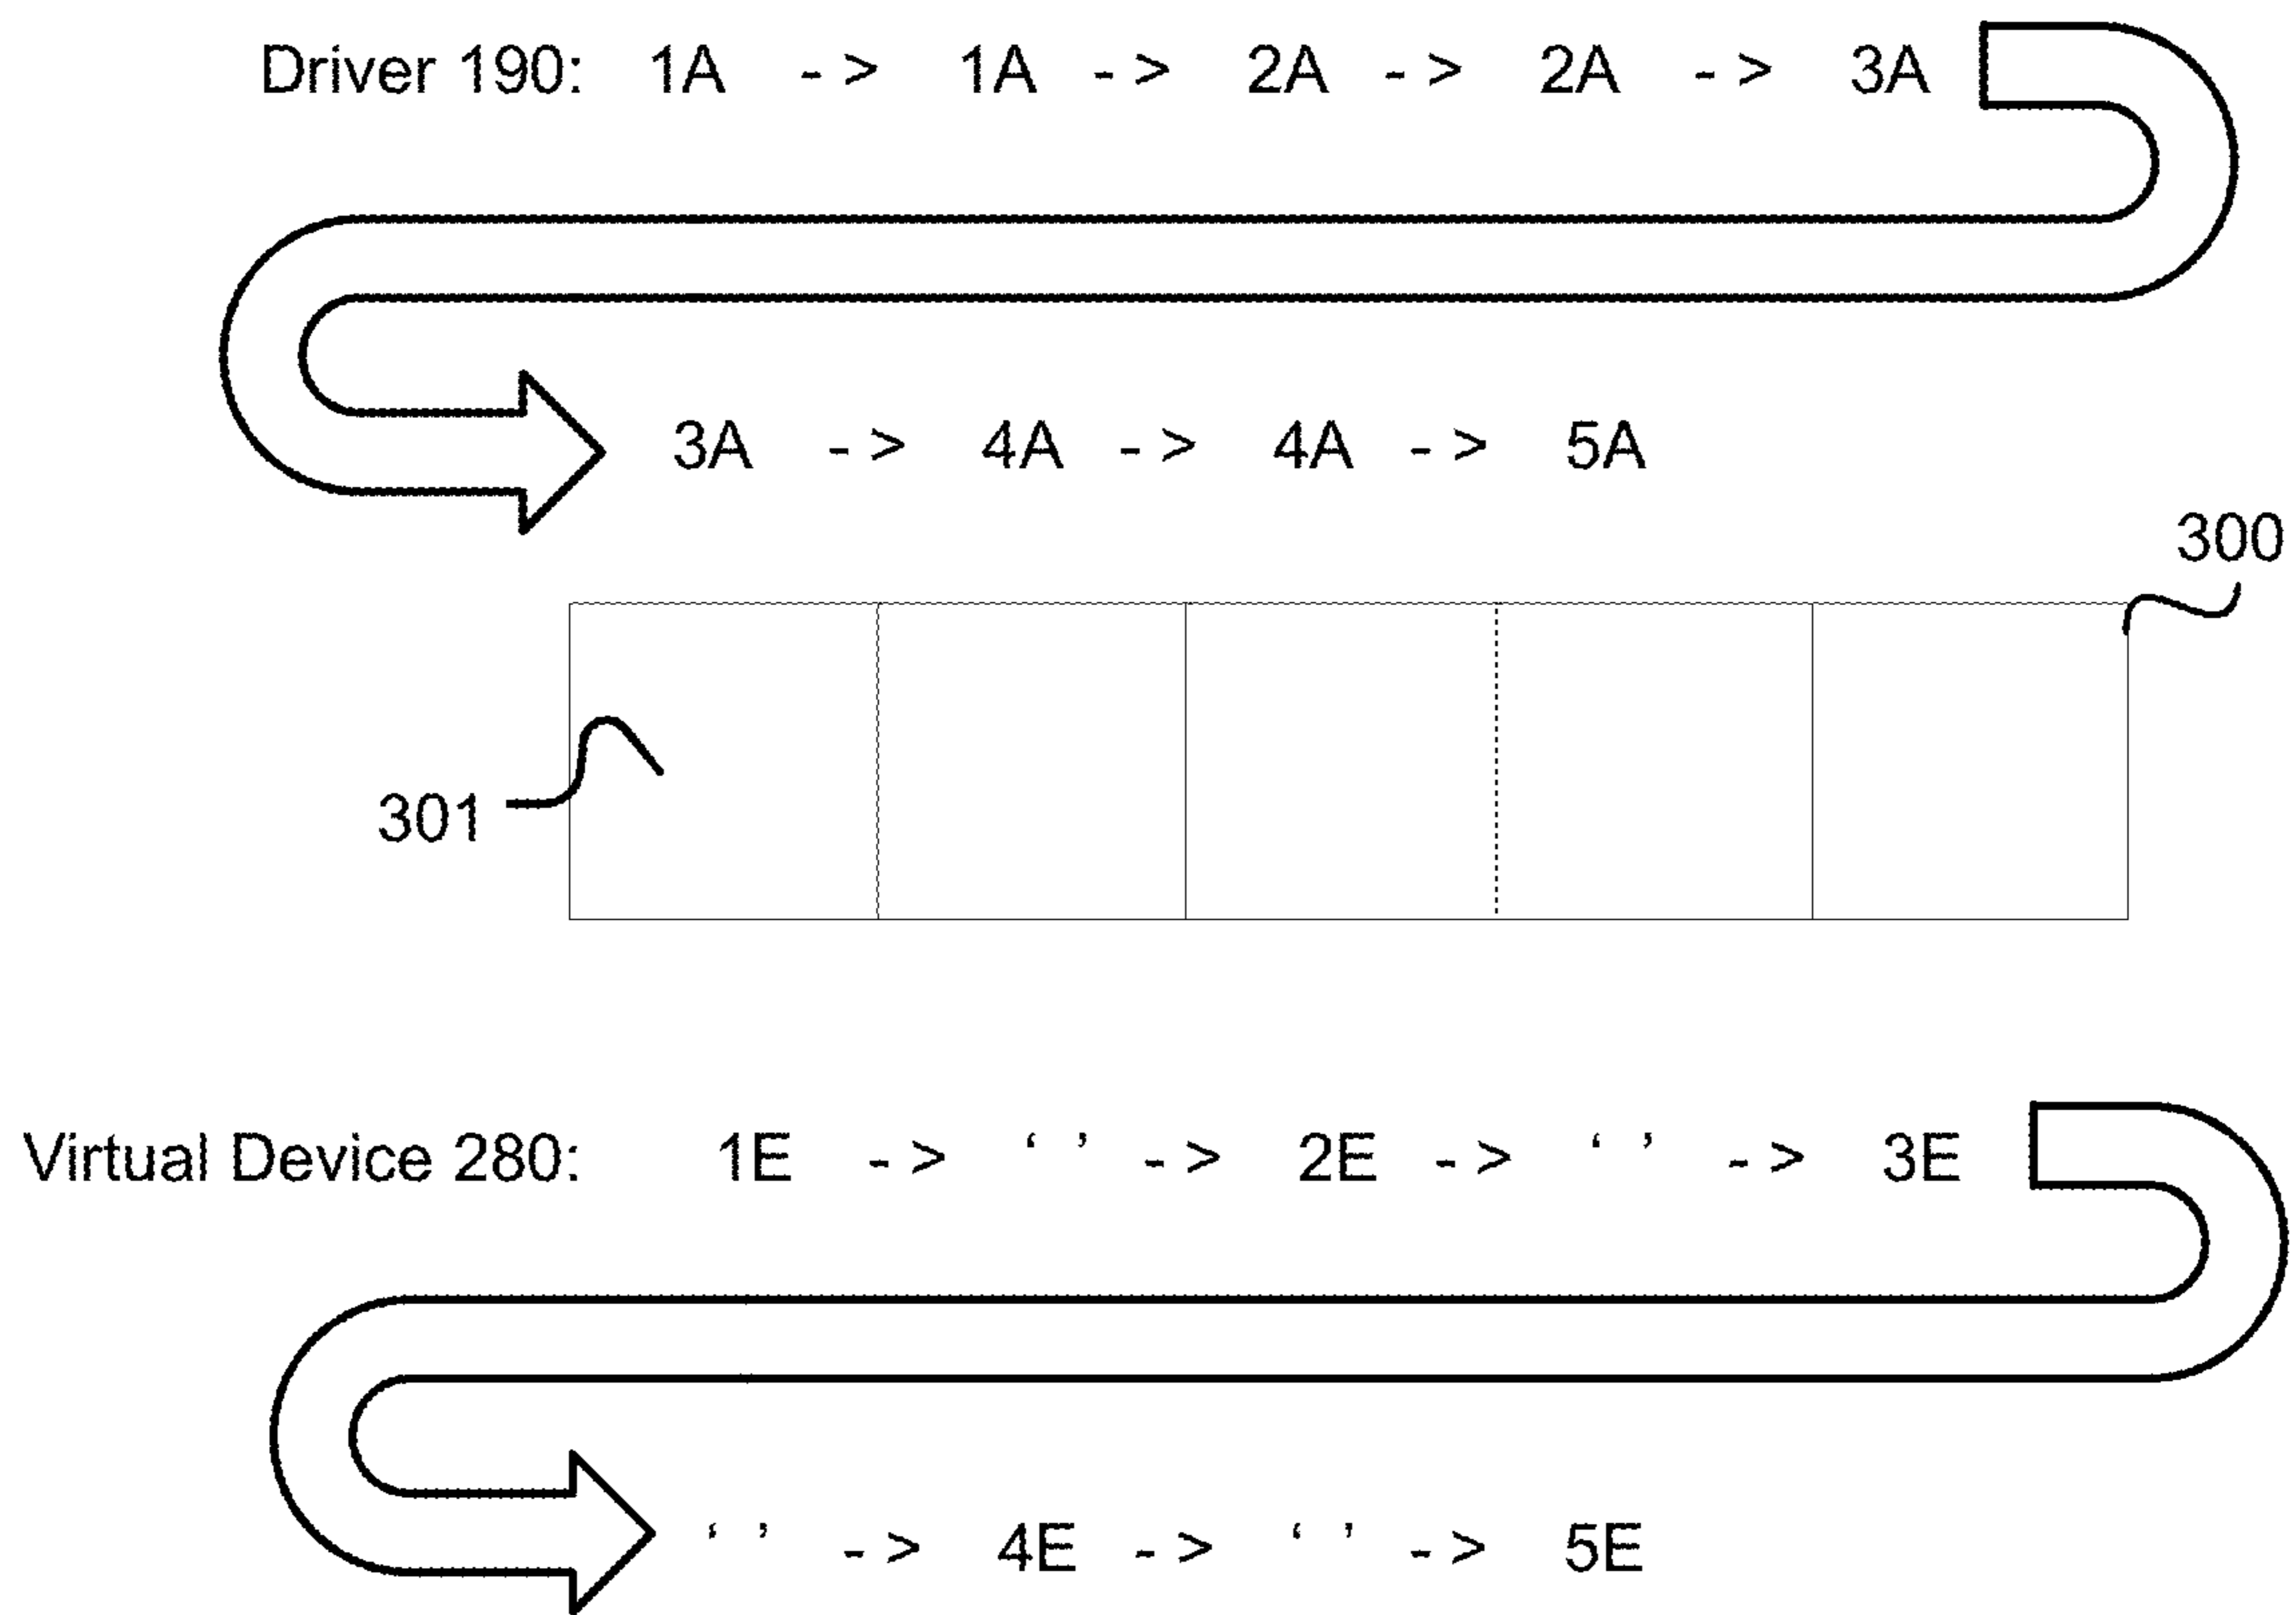 Driver 190: 1A - > 1A - > 2A - > 2A - > 3A
3A - > 4A - > 4A - > 5A
300
301
Virtual Device 280: 1E - > ‘ ’ - > 2E - > ‘ ’ - > 3E
‘ ’ - > 4E - > ‘ ’ - > 5E